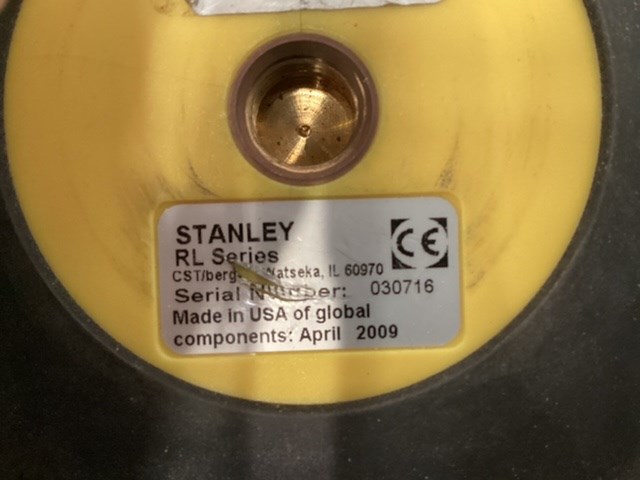 STANLEY
RL Series
CE
CST/berg Watseka, IL 60970
Serial Number: 030716
Made in USA of global
components: April 2009